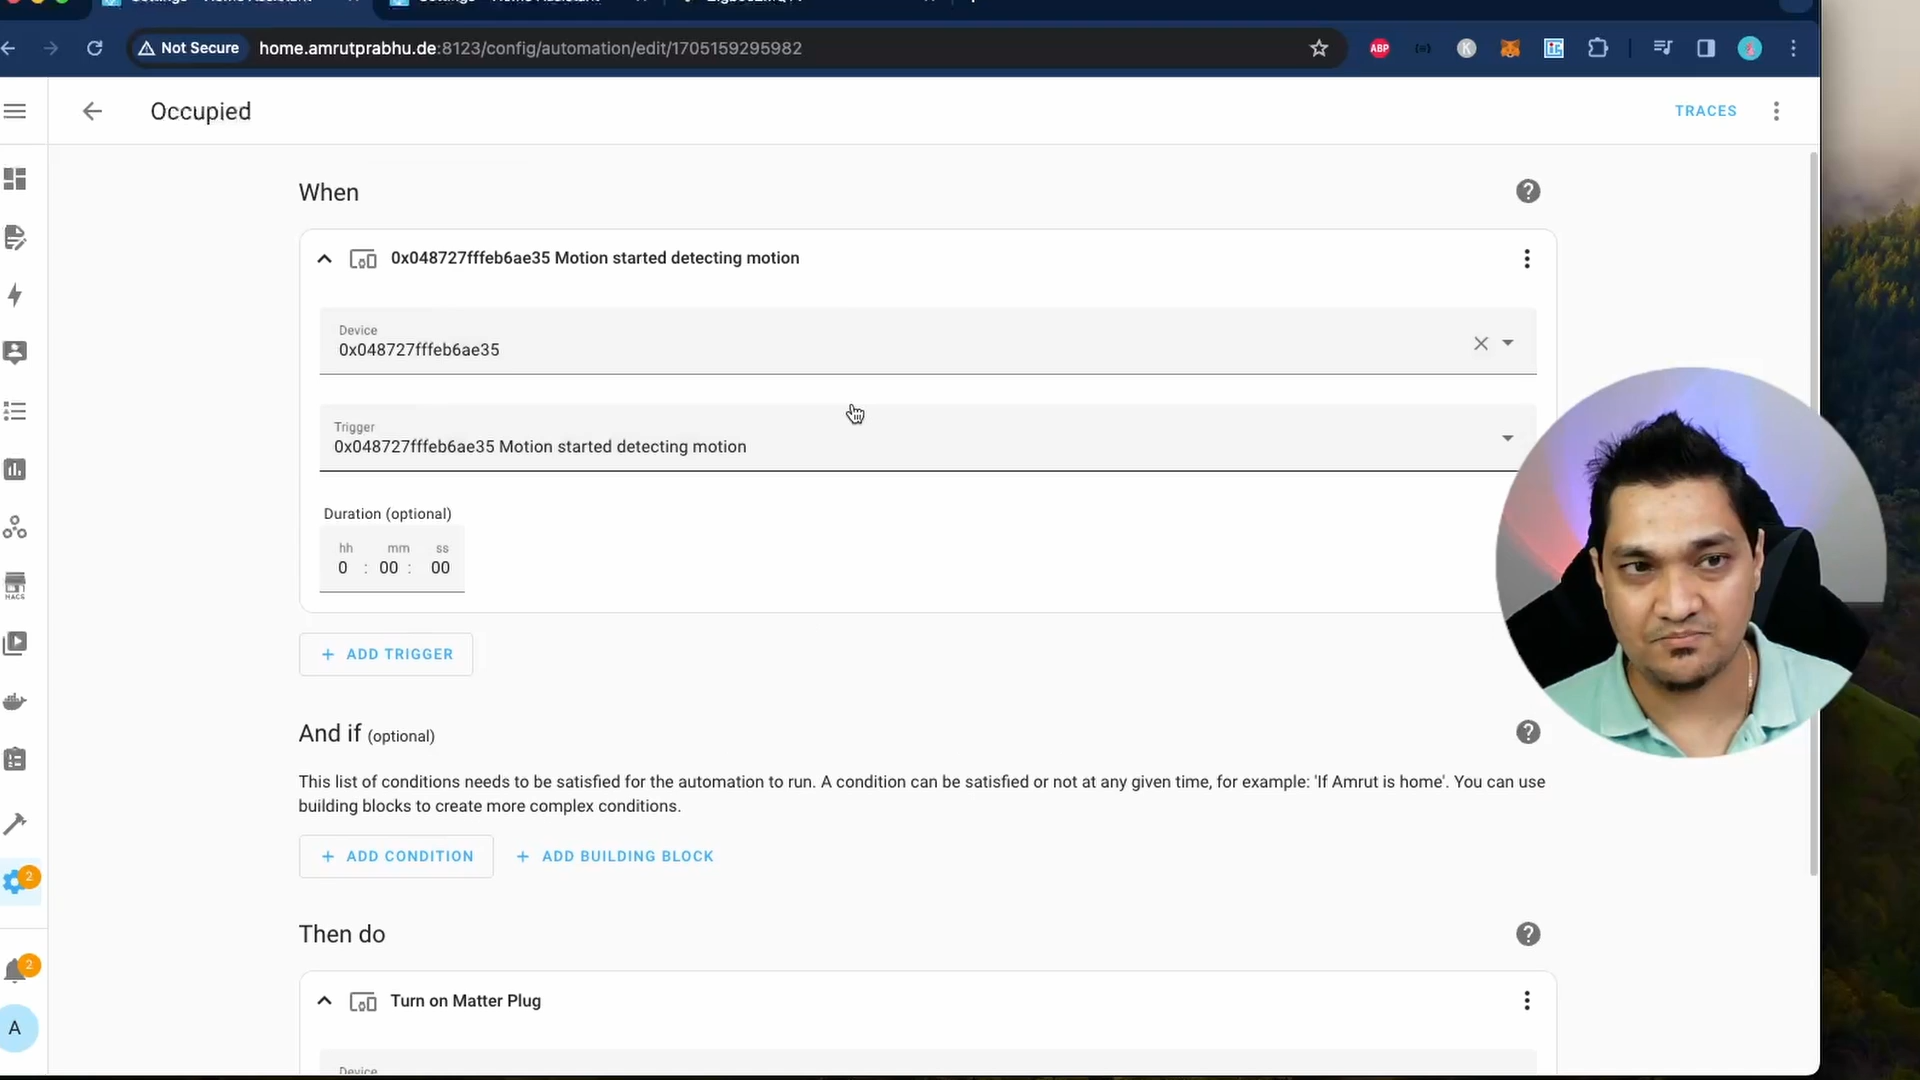 Not Secure
home.amrutprabhu.de:8123/config/automation/edit/1705159295982
ABP
K
Occupied
TRACES
When
0x048727fffeb6ae35 Motion started detecting motion
Device
0x048727fffeb6ae35
Trigger
0x048727fffeb6ae35 Motion started detecting motion
Duration (optional)
hh mm ss
0 : 00 : 00
+ ADD TRIGGER
HACS
And if (optional)
This list of conditions needs to be satisfied for the automation to run. A condition can be satisfied or not at any given time, for example: 'If Amrut is home'. You can use
building blocks to create more complex conditions.
+ ADD CONDITION + ADD BUILDING BLOCK
2
Then do
2
Turn on Matter Plug
A
Device